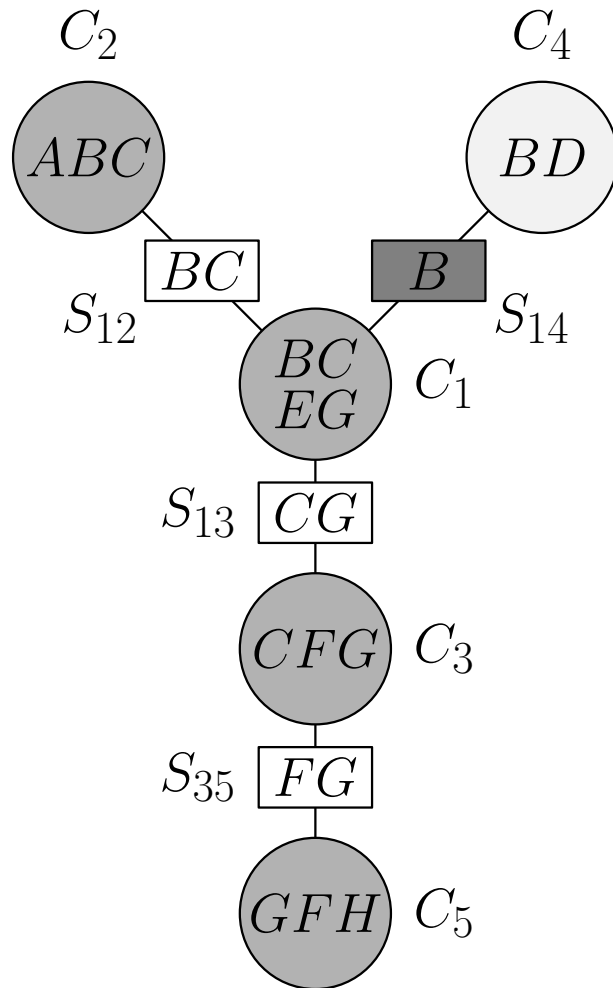 C₂
C₄
ABC
BD
BC
B
S₁₂
S₁₄
BC
EG
C₁
S₁₃
CG
CFG
C₃
S₃₅
FG
GFH
C₅